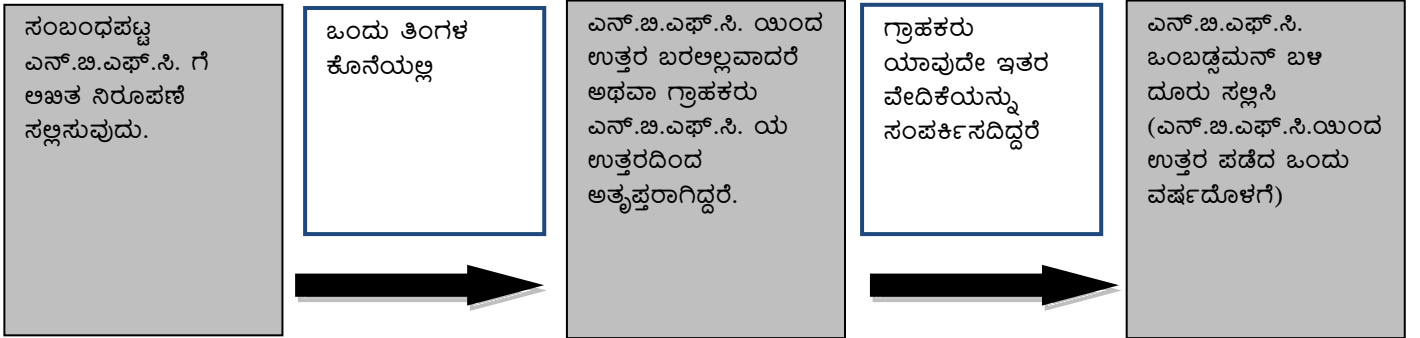 ಸಂಬಂಧಪಟ್ಟ
ಎನ್.ಬಿ.ಎಫ್.ಸಿ. ಗೆ
ಲಿಖಿತ ನಿರೂಪಣೆ
ಸಲ್ಲಿಸುವುದು.
ಒಂದು ತಿಂಗಳ
ಕೊನೆಯಲ್ಲಿ
ಎನ್.ಬಿ.ಎಫ್.ಸಿ. ಯಿಂದ
ಉತ್ತರ ಬರಲಿಲ್ಲವಾದರೆ
ಅಥವಾ ಗ್ರಾಹಕರು
ಎನ್.ಬಿ.ಎಫ್.ಸಿ. ಯ
ಉತ್ತರದಿಂದ
ಅತೃಪ್ತರಾಗಿದ್ದರೆ.
ಗ್ರಾಹಕರು
ಯಾವುದೇ ಇತರ
ವೇದಿಕೆಯನ್ನು
ಸಂಪರ್ಕಿಸದಿದ್ದರೆ
ಎನ್.ಬಿ.ಎಫ್.ಸಿ.
ಒಂಬಡ್ಸಮನ್ ಬಳಿ
ದೂರು ಸಲ್ಲಿಸಿ
(ಎನ್.ಬಿ.ಎಫ್.ಸಿ.ಯಿಂದ
ಉತ್ತರ ಪಡೆದ ಒಂದು
ವರ್ಷದೊಳಗೆ)